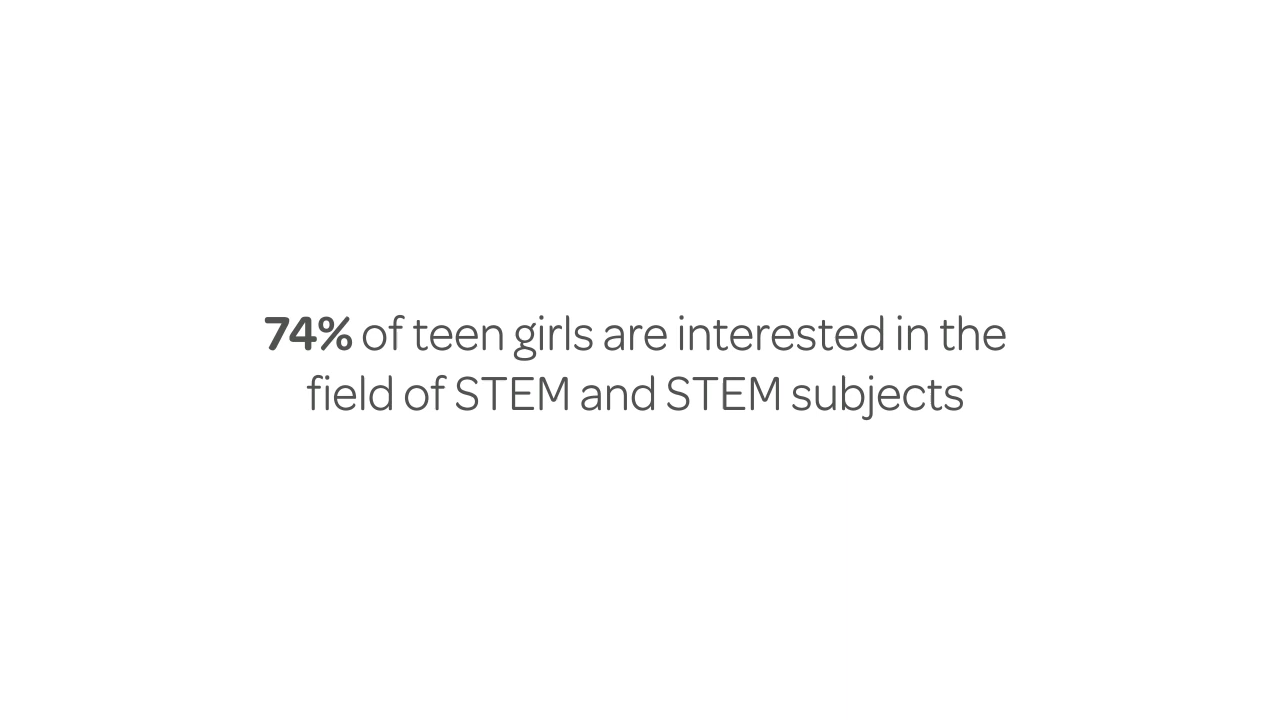 74% of teen girls are interested in the
field of STEM and STEM subjects